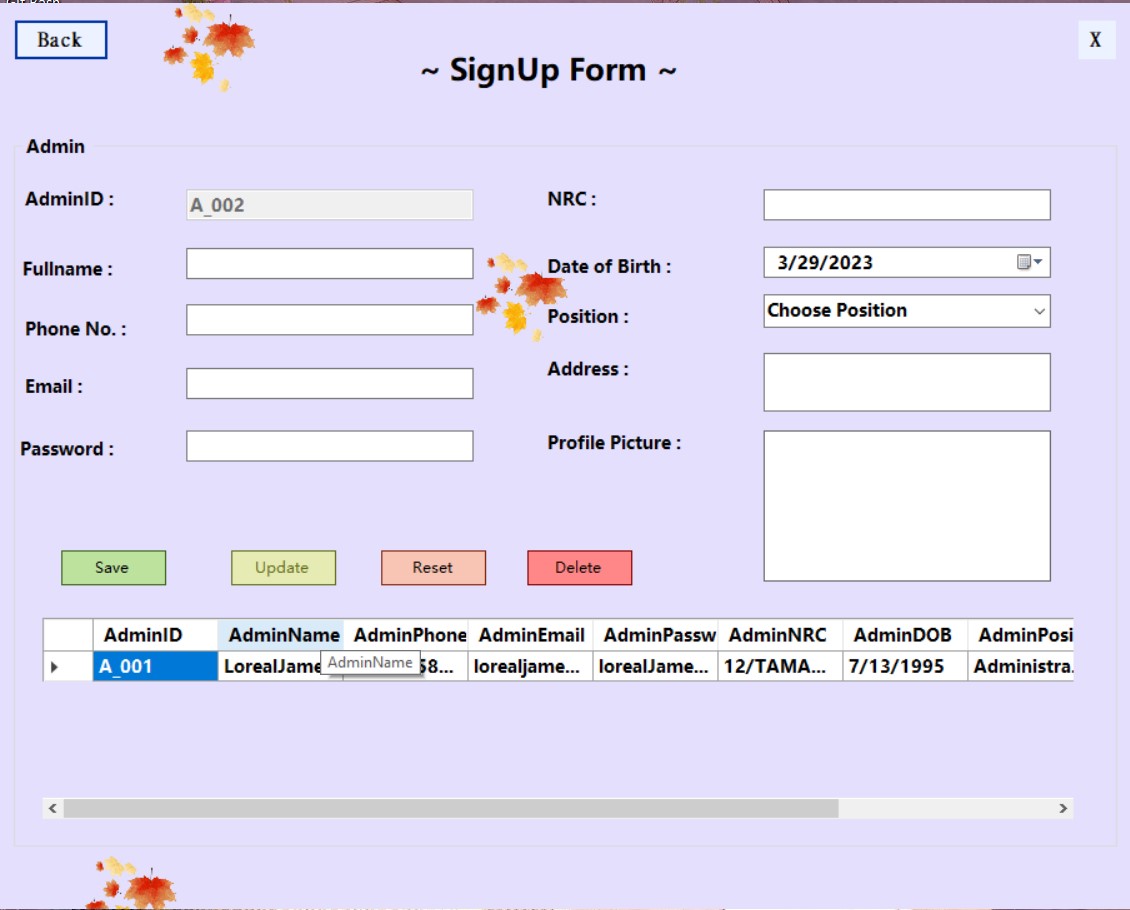 Back
X
~ SignUp Form ~
Admin
AdminID :
A_002
NRC :
Fullname :
Date of Birth :
3/29/2023
Phone No. :
Position :
Choose Position
Email :
Address :
Password :
Profile Picture :
Save Update Reset Delete
AdminID AdminName AdminPhone AdminEmail AdminPassw AdminNRC AdminDOB AdminPosi
A_001 LorealJame 58... lorealjame... lorealJame... 12/TAMA... 7/13/1995 Administra.
AdminName